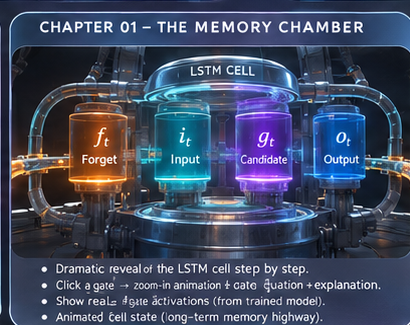 CHAPTER 01 – THE MEMORY CHAMBER
LSTM CELL
fₜ iₜ gₜ oₜ
Forget Input Candidate Output
• Dramatic reveal of the LSTM cell step by step.
• Click a gate → zoom-in animation + explanation.
• Show gate activations (from trained model).
• Animated cell state (long-term memory highway).